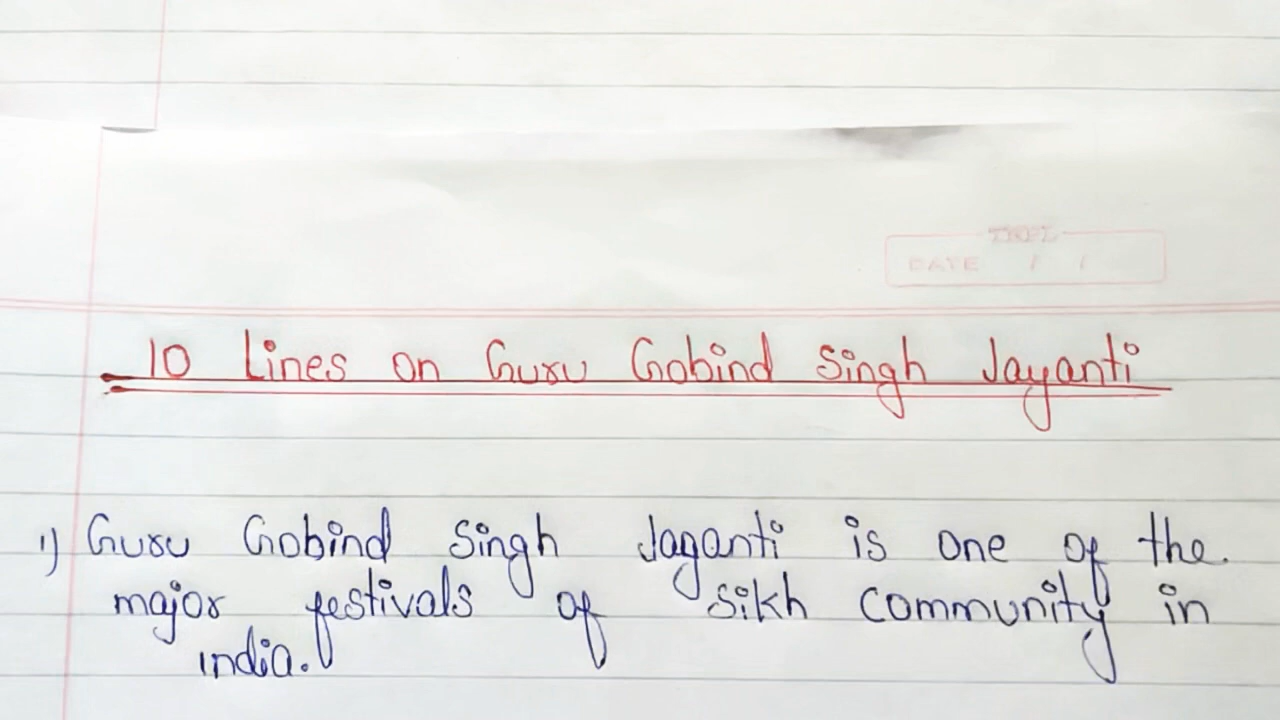 DATE / /
10 Lines on Guru Gobind Singh Jayanti
1) Guru Gobind Singh Jayanti is one of the.
major festivals of Sikh community in
india.